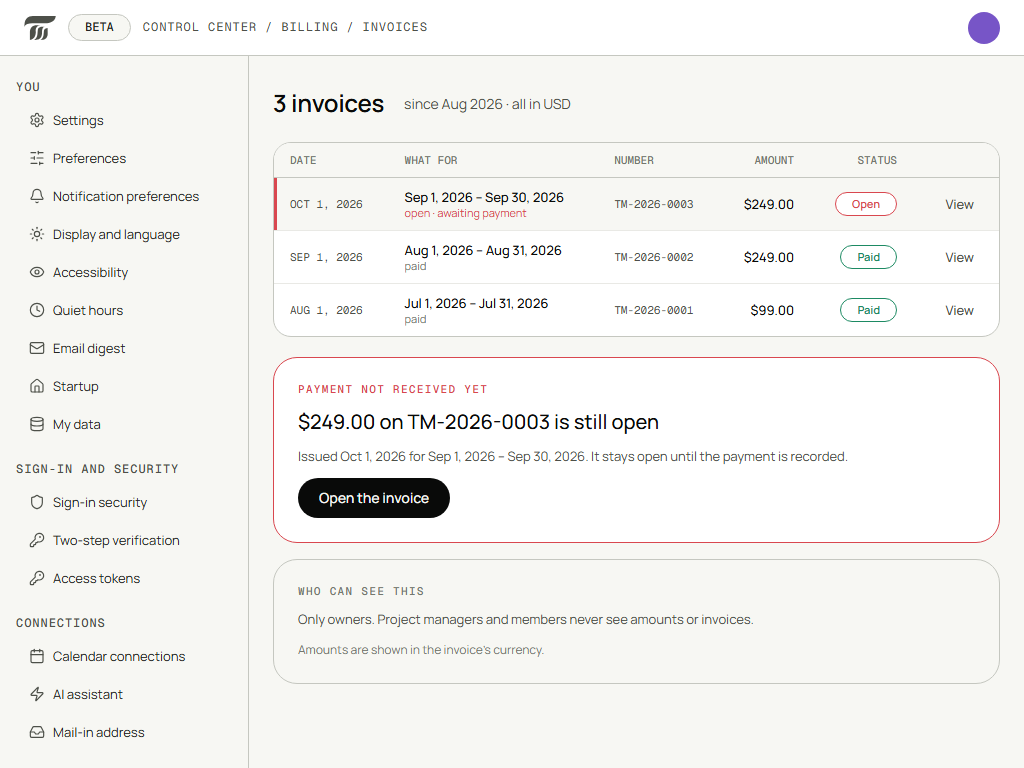 BETA
CONTROL CENTER / BILLING / INVOICES
YOU
Settings
Preferences
Notification preferences
Display and language
Accessibility
Quiet hours
Email digest
Startup
My data
SIGN-IN AND SECURITY
Sign-in security
Two-step verification
Access tokens
CONNECTIONS
Calendar connections
AI assistant
Mail-in address
3 invoices since Aug 2026 · all in USD
DATE WHAT FOR NUMBER AMOUNT STATUS
OCT 1, 2026 Sep 1, 2026 – Sep 30, 2026 TM-2026-0003 $249.00 Open View
open · awaiting payment
SEP 1, 2026 Aug 1, 2026 – Aug 31, 2026 TM-2026-0002 $249.00 Paid View
paid
AUG 1, 2026 Jul 1, 2026 – Jul 31, 2026 TM-2026-0001 $99.00 Paid View
paid
PAYMENT NOT RECEIVED YET
$249.00 on TM-2026-0003 is still open
Issued Oct 1, 2026 for Sep 1, 2026 – Sep 30, 2026. It stays open until the payment is recorded.
Open the invoice
WHO CAN SEE THIS
Only owners. Project managers and members never see amounts or invoices.
Amounts are shown in the invoice's currency.